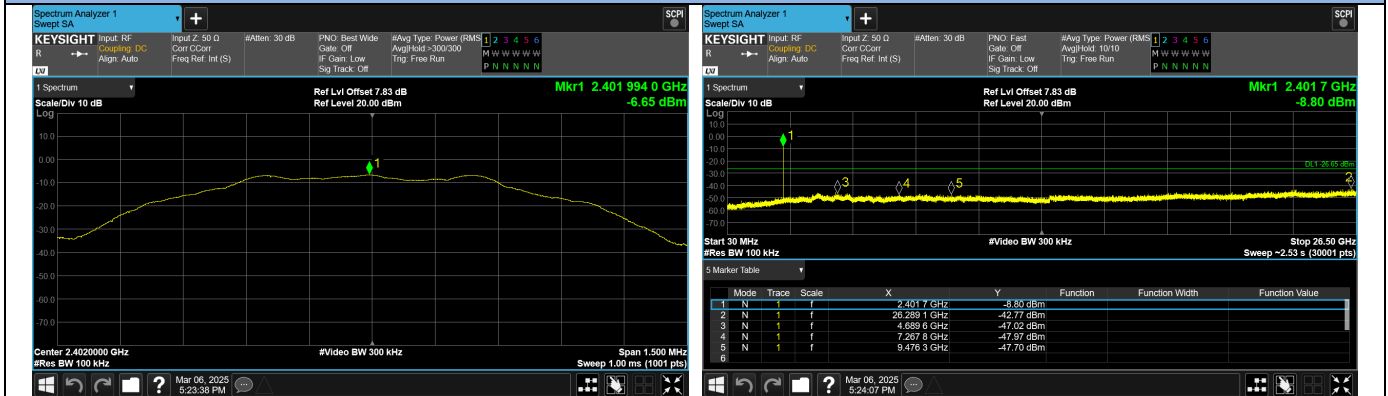 Spectrum Analyzer 1
Swept SA
SCPI
KEYSIGHT
R
LXI
Input: RF
Coupling: DC
Align: Auto
Input Z: 50 Ω
Corr CCorr
Freq Ref: Int (S)
#Atten: 30 dB
PNO: Best Wide
Gate: Off
IF Gain: Low
Sig Track: Off
#Avg Type: Power (RMS
Avg|Hold:>300/300
Trig: Free Run
1 2 3 4 5 6
M W W W W W
P N N N N N
1 Spectrum
Scale/Div 10 dB
Log
Ref Lvl Offset 7.83 dB
Ref Level 20.00 dBm
Mkr1 2.401 994 0 GHz
-6.65 dBm
10.0
0.00
-10.0
-20.0
-30.0
-40.0
-50.0
-60.0
-70.0
1
Center 2.4020000 GHz
#Res BW 100 kHz
#Video BW 300 kHz
Span 1.500 MHz
Sweep 1.00 ms (1001 pts)
Mar 06, 2025
5:23:38 PM
Spectrum Analyzer 1
Swept SA
SCPI
KEYSIGHT
R
LXI
Input: RF
Coupling: DC
Align: Auto
Input Z: 50 Ω
Corr CCorr
Freq Ref: Int (S)
#Atten: 30 dB
PNO: Fast
Gate: Off
IF Gain: Low
Sig Track: Off
#Avg Type: Power (RMS
Avg|Hold: 10/10
Trig: Free Run
1 2 3 4 5 6
M W W W W W
P N N N N N
1 Spectrum
Scale/Div 10 dB
Log
Ref Lvl Offset 7.83 dB
Ref Level 20.00 dBm
Mkr1 2.401 7 GHz
-8.80 dBm
10.0
0.00
-10.0
-20.0
-30.0
-40.0
-50.0
-60.0
-70.0
1
DL1 -26.65 dBm
3
4
5
2
Start 30 MHz
#Res BW 100 kHz
#Video BW 300 kHz
Stop 26.50 GHz
Sweep ~2.53 s (30001 pts)
5 Marker Table
Mode Trace Scale X Y Function Function Width Function Value
1 N 1 f 2.401 7 GHz -8.80 dBm
2 N 1 f 26.289 1 GHz -42.77 dBm
3 N 1 f 4.689 6 GHz -47.02 dBm
4 N 1 f 7.267 8 GHz -47.97 dBm
5 N 1 f 9.476 3 GHz -47.70 dBm
6
Mar 06, 2025
5:24:07 PM